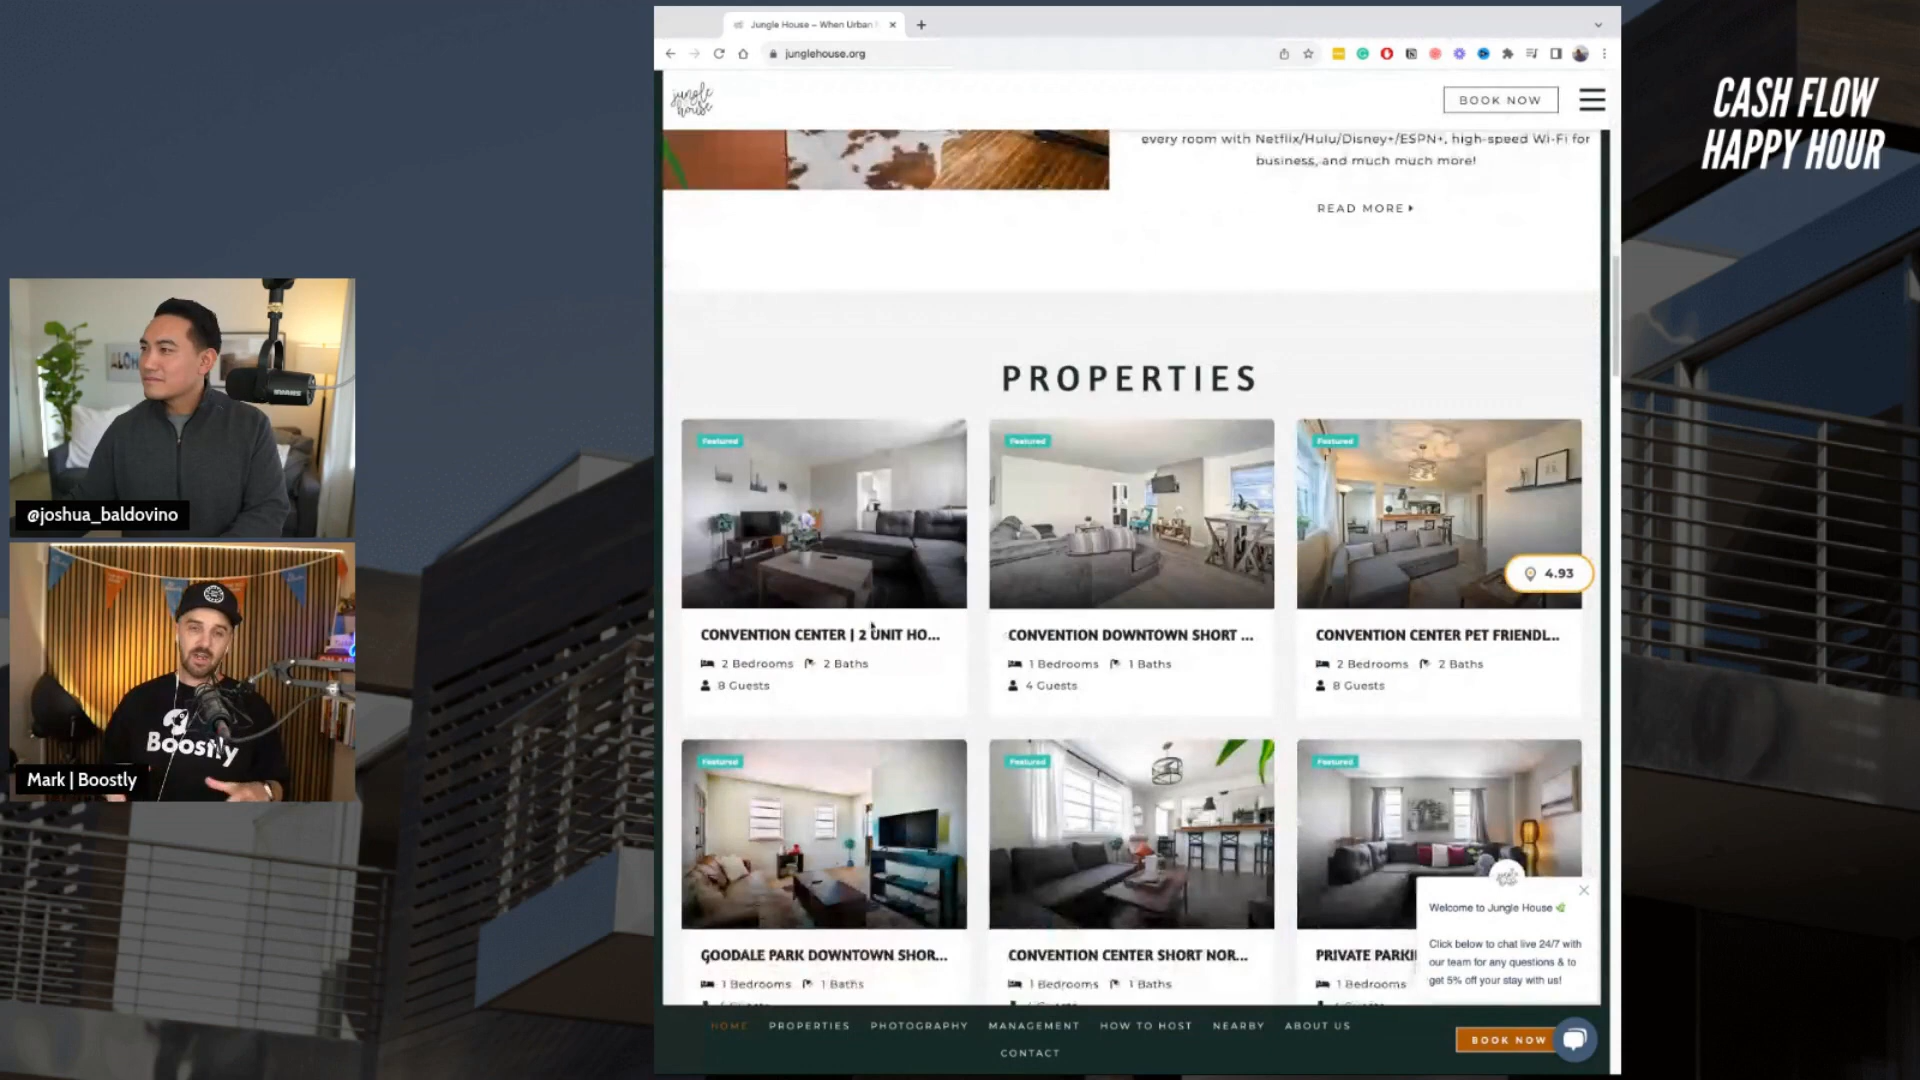 Jungle House – When Urban
junglehouse.org
CASH FLOW
HAPPY HOUR
jungle
house
BOOK NOW
every room with Netflix/Hulu/Disney+/ESPN+, high-speed Wi-Fi for
business, and much much more!
READ MORE
PROPERTIES
Featured
Featured
Featured
4.93
CONVENTION CENTER | 2 UNIT HO...
CONVENTION DOWNTOWN SHORT ...
CONVENTION CENTER PET FRIENDL...
2 Bedrooms 2 Baths
1 Bedrooms 1 Baths
2 Bedrooms 2 Baths
8 Guests
4 Guests
8 Guests
@joshua_baldovino
Boostly
Mark | Boostly
Featured
Featured
Featured
Welcome to Jungle House
Click below to chat live 24/7 with
our team for any questions & to
get 5% off your stay with us!
GOODALE PARK DOWNTOWN SHOR...
CONVENTION CENTER SHORT NOR...
PRIVATE PARKI
1 Bedrooms 1 Baths
1 Bedrooms 1 Baths
1 Bedrooms
HOME PROPERTIES PHOTOGRAPHY MANAGEMENT HOW TO HOST NEARBY ABOUT US
CONTACT
BOOK NOW